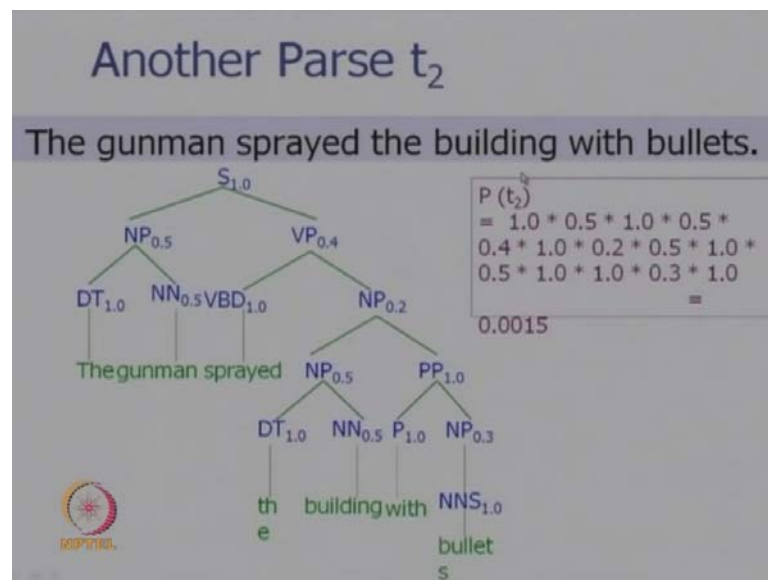 Another Parse t₂
The gunman sprayed the building with bullets.
S₁.₀
P (t₂)
= 1.0 * 0.5 * 1.0 * 0.5 *
0.4 * 1.0 * 0.2 * 0.5 * 1.0 *
0.5 * 1.0 * 1.0 * 0.3 * 1.0
=
0.0015
NP₀.₅ VP₀.₄
DT₁.₀ NN₀.₅ VBD₁.₀ NP₀.₂
The gunman sprayed NP₀.₅ PP₁.₀
DT₁.₀ NN₀.₅ P₁.₀ NP₀.₃
th building with NNS₁.₀
e
bullet
s
NPTEL